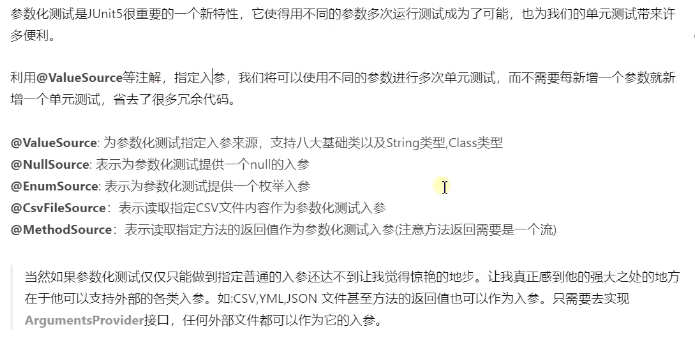 参数化测试是JUnit5很重要的一个新特性，它使得用不同的参数多次运行测试成为了可能，也为我们的单元测试带来许
多便利。
利用@ValueSource等注解，指定入参，我们将可以使用不同的参数进行多次单元测试，而不需要每新增一个参数就新
增一个单元测试，省去了很多冗余代码。
@ValueSource: 为参数化测试指定入参来源，支持八大基础类以及String类型,Class类型
@NullSource: 表示为参数化测试提供一个null的入参
@EnumSource: 表示为参数化测试提供一个枚举入参
@CsvFileSource：表示读取指定CSV文件内容作为参数化测试入参
@MethodSource：表示读取指定方法的返回值作为参数化测试入参(注意方法返回需要是一个流)
当然如果参数化测试仅仅只能做到指定普通的入参还达不到让我觉得惊艳的地步。让我真正感到他的强大之处的地方
在于他可以支持外部的各类入参。如:CSV,YML,JSON 文件甚至方法的返回值也可以作为入参。只需要去实现
ArgumentsProvider接口，任何外部文件都可以作为它的入参。